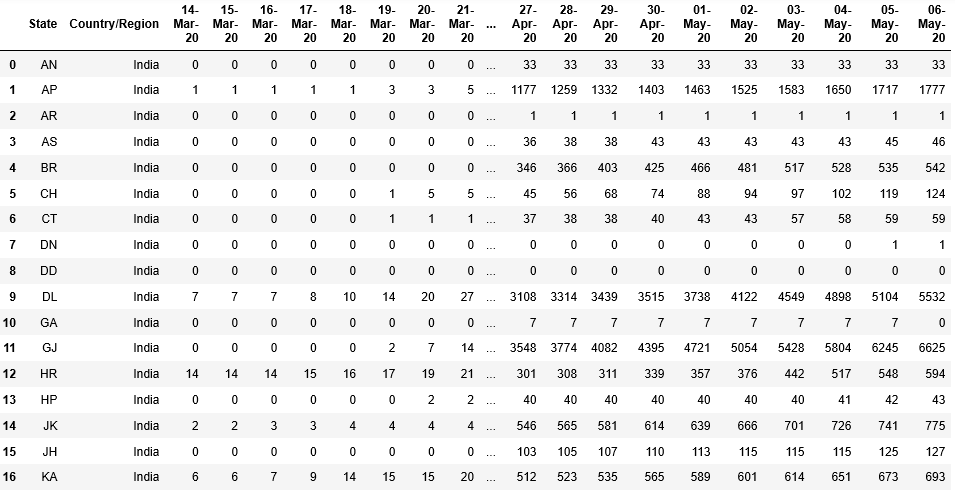 State Country/Region 14-Mar-20 15-Mar-20 16-Mar-20 17-Mar-20 18-Mar-20 19-Mar-20 20-Mar-20 21-Mar-20 ... 27-Apr-20 28-Apr-20 29-Apr-20 30-Apr-20 01-May-20 02-May-20 03-May-20 04-May-20 05-May-20 06-May-20
0 AN India 0 0 0 0 0 0 0 0 ... 33 33 33 33 33 33 33 33 33 33
1 AP India 1 1 1 1 1 3 3 5 ... 1177 1259 1332 1403 1463 1525 1583 1650 1717 1777
2 AR India 0 0 0 0 0 0 0 0 ... 1 1 1 1 1 1 1 1 1 1
3 AS India 0 0 0 0 0 0 0 0 ... 36 38 38 43 43 43 43 43 45 46
4 BR India 0 0 0 0 0 0 0 0 ... 346 366 403 425 466 481 517 528 535 542
5 CH India 0 0 0 0 0 1 5 5 ... 45 56 68 74 88 94 97 102 119 124
6 CT India 0 0 0 0 0 1 1 1 ... 37 38 38 40 43 43 57 58 59 59
7 DN India 0 0 0 0 0 0 0 0 ... 0 0 0 0 0 0 0 0 1 1
8 DD India 0 0 0 0 0 0 0 0 ... 0 0 0 0 0 0 0 0 0 0
9 DL India 7 7 7 8 10 14 20 27 ... 3108 3314 3439 3515 3738 4122 4549 4898 5104 5532
10 GA India 0 0 0 0 0 0 0 0 ... 7 7 7 7 7 7 7 7 7 0
11 GJ India 0 0 0 0 0 2 7 14 ... 3548 3774 4082 4395 4721 5054 5428 5804 6245 6625
12 HR India 14 14 14 15 16 17 19 21 ... 301 308 311 339 357 376 442 517 548 594
13 HP India 0 0 0 0 0 0 2 2 ... 40 40 40 40 40 40 40 41 42 43
14 JK India 2 2 3 3 4 4 4 4 ... 546 565 581 614 639 666 701 726 741 775
15 JH India 0 0 0 0 0 0 0 0 ... 103 105 107 110 113 115 115 115 125 127
16 KA India 6 6 7 9 14 15 15 20 ... 512 523 535 565 589 601 614 651 673 693